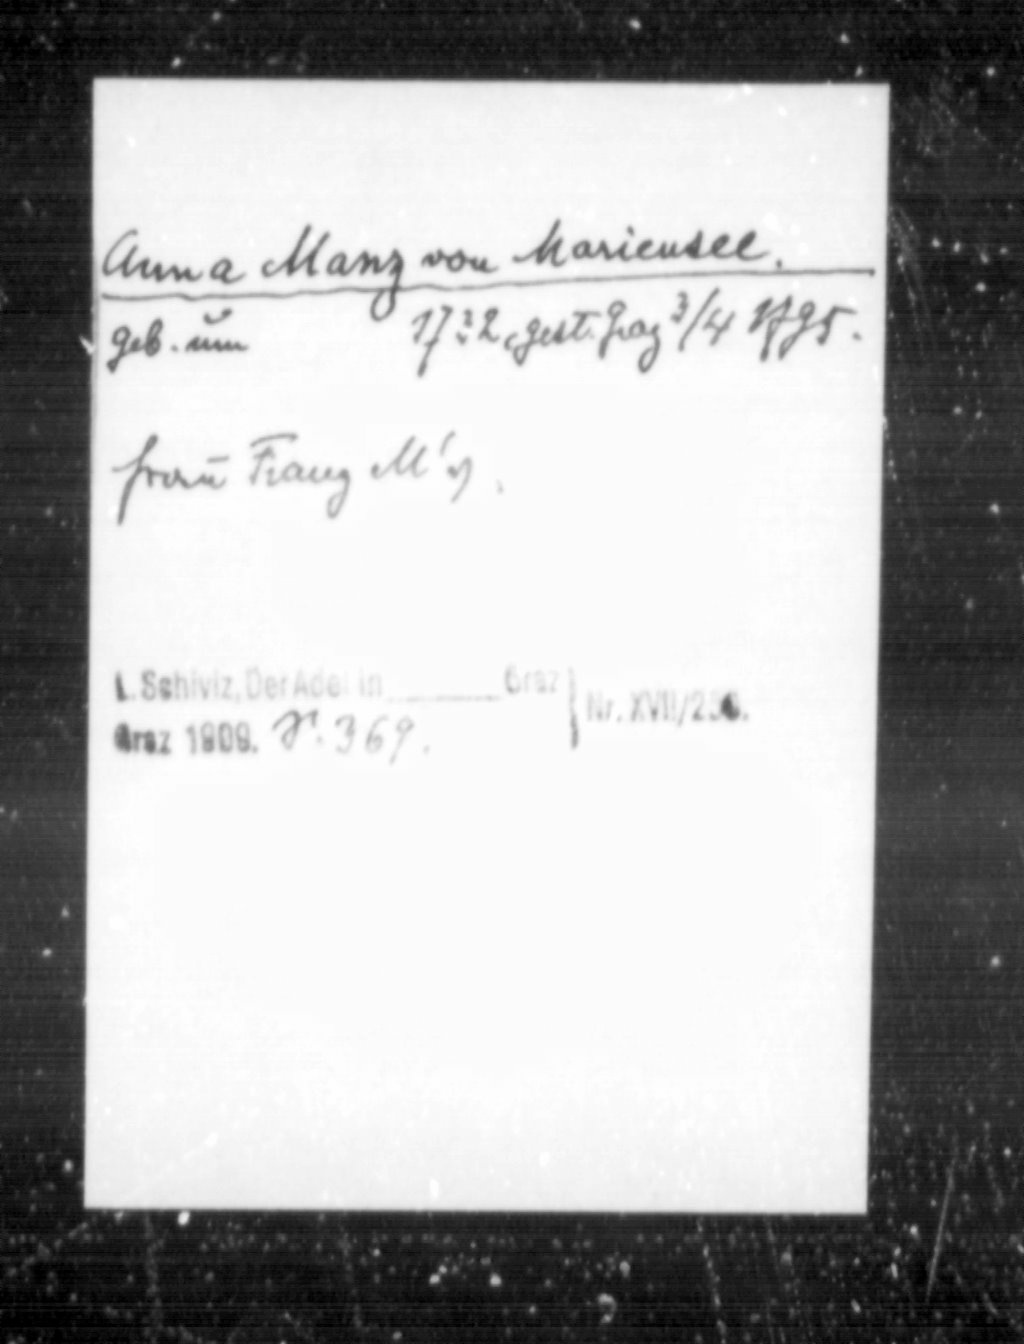 Anna Manz von Mariensee.
geb. um 1732, gest. Graz 3/4 1795.
Frau Franz M's.
L. Schiviz, Der Adel in ______ Graz
Graz 1909. S. 369.
Nr. XVII/